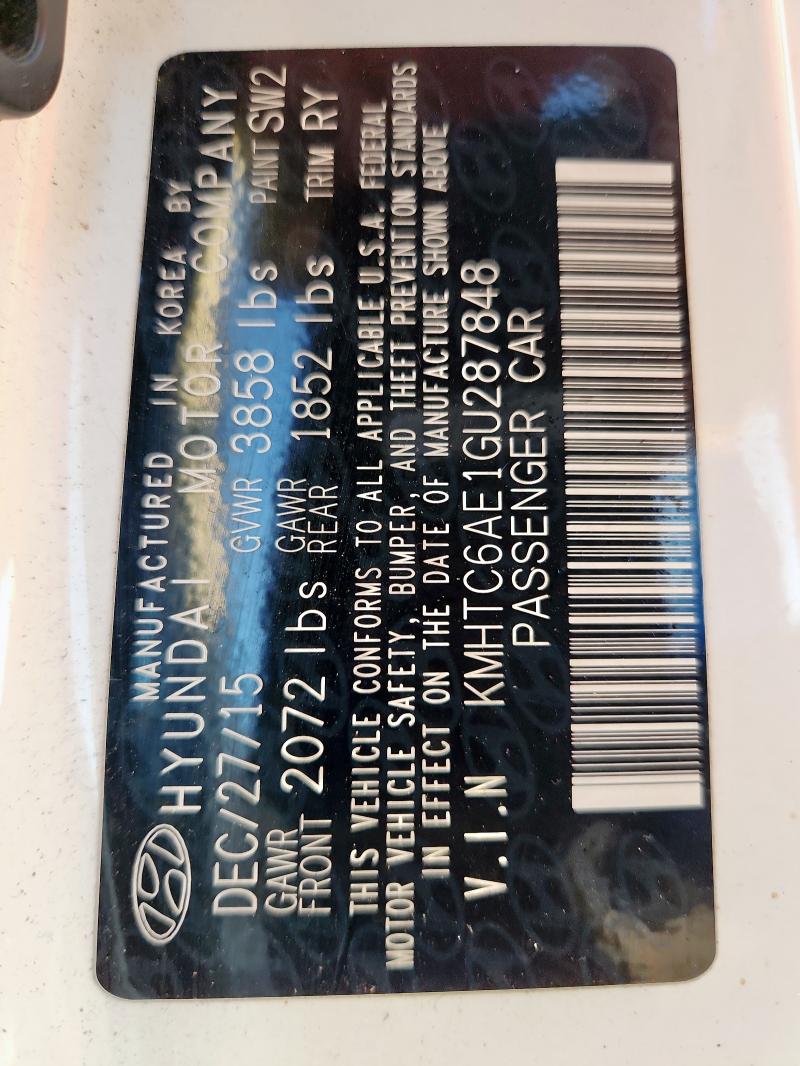 MANUFACTURED IN KOREA BY
HYUNDAI MOTOR COMPANY
DEC/27/15 GVWR 3858 lbs PAINT SW2
GAWR FRONT 2072 lbs GAWR REAR 1852 lbs TRIM RY
THIS VEHICLE CONFORMS TO ALL APPLICABLE U.S.A. FEDERAL
MOTOR VEHICLE SAFETY, BUMPER, AND THEFT PREVENTION STANDARDS
IN EFFECT ON THE DATE OF MANUFACTURE SHOWN ABOVE
V.I.N KMHTC6AE1GU287848
PASSENGER CAR